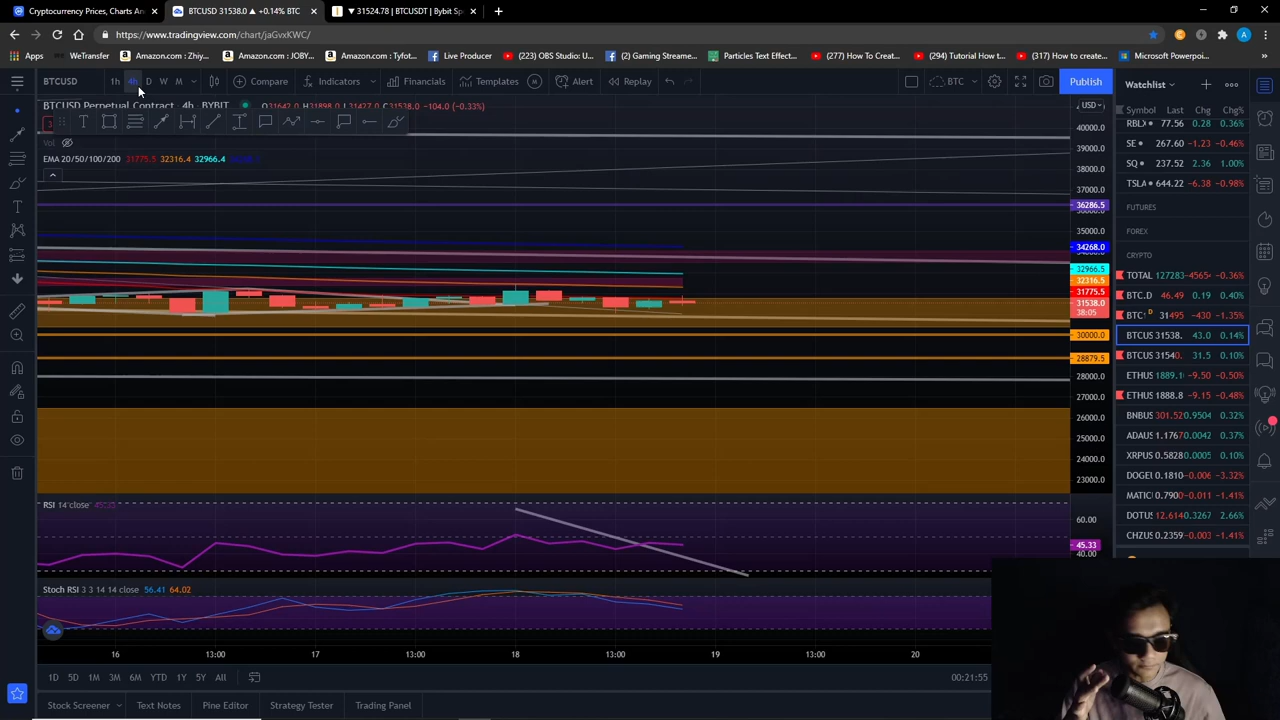 Cryptocurrency Prices, Charts An
BTCUSD 31538.0 ▲ +0.14% BTCF
▼ 31524.78 | BTCUSDT | Bybit Sp
https://www.tradingview.com/chart/jaGvxKWC/
Apps
WeTransfer
Amazon.com : Zhiy...
Amazon.com: JOBY...
Amazon.com : Tyfot...
Live Producer
(223) OBS Studio: U...
(2) Gaming Streame...
Particles Text Effect...
(277) How To Creat...
(294) Tutorial How t...
(317) How to create...
Microsoft Powerpoi...
BTCUSD
1h
4h
D
W
M
Compare
Indicators
Financials
Templates
Alert
Replay
BTC
Publish
BTCUSD Perpetual Contract · 4h · BYBIT
O31642.0 H31898.0 L31427.0 C31538.0 -104.0 (-0.33%)
Vol
EMA 20/50/100/200
31775.5 32316.4 32966.4
USD
40000.0
39000.0
38000.0
37000.0
36286.5
35000.0
34268.0
32966.5
32316.5
31775.5
31538.0
38:05
30000.0
28879.5
28000.0
27000.0
26000.0
25000.0
24000.0
23000.0
RSI 14 close 45.33
60.00
45.33
40.00
Stoch RSI 3 3 14 14 close 56.41 64.02
16
13:00
17
13:00
18
13:00
19
13:00
20
1D 5D 1M 3M 6M YTD 1Y 5Y All
00:21:55
Stock Screener
Text Notes
Pine Editor
Strategy Tester
Trading Panel
Watchlist
Symbol Last Chg Chg%
RBLX 77.56 0.28 0.36%
SE 267.60 -1.23 -0.46%
SQ 237.52 2.36 1.00%
TSLA 644.22 -6.38 -0.98%
FUTURES
FOREX
CRYPTO
TOTAL 127283 -4565 -0.36%
BTC.D 46.49 0.19 0.40%
BTC D 31495 -430 -1.35%
BTCUS 31538. 43.0 0.14%
BTCUS 31540. 31.5 0.10%
ETHUS 1889.10 -9.50 -0.50%
ETHUS 1888.8 -9.15 -0.48%
BNBUS 301.52 0.9504 0.32%
ADAUS 1.1767 0.0042 0.37%
XRPUS 0.5828 0.0005 0.10%
DOGEU 0.1810 -0.006 -3.32%
MATIC 0.7900 -0.011 -1.41%
DOTUS 12.614 0.3267 2.66%
CHZUS 0.2359 -0.003 -1.41%